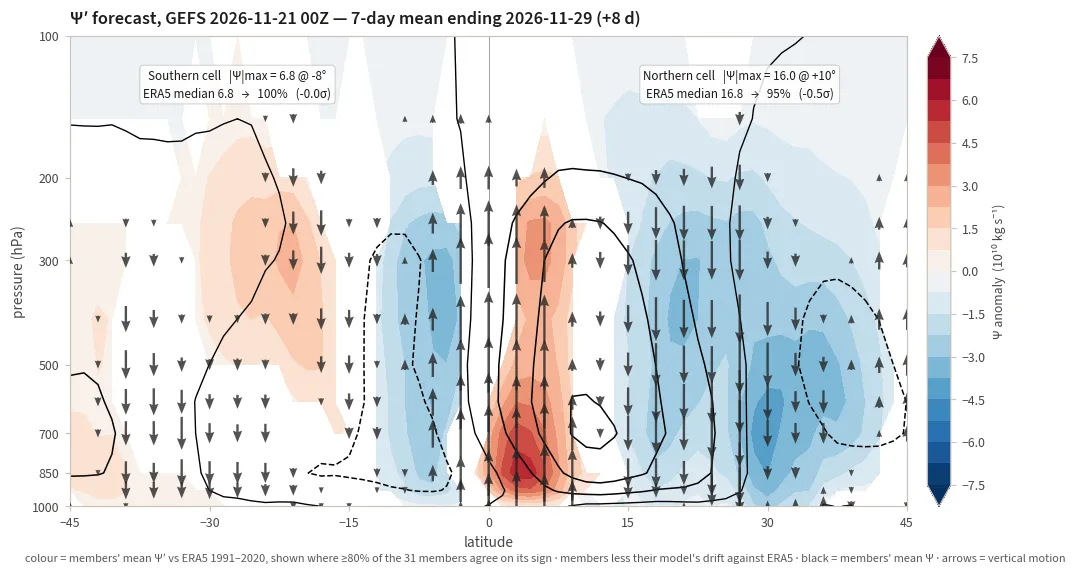 Ψ′ forecast, GEFS 2026-11-21 00Z — 7-day mean ending 2026-11-29 (+8 d)
Southern cell |Ψ|max = 6.8 @ -8°
ERA5 median 6.8 → 100% (-0.0σ)
Northern cell |Ψ|max = 16.0 @ +10°
ERA5 median 16.8 → 95% (-0.5σ)
pressure (hPa)
100
200
300
400
500
700
850
1000
−45
−30
−15
0
15
30
45
latitude
7.5
6.0
4.5
3.0
1.5
0.0
−1.5
−3.0
−4.5
−6.0
−7.5
Ψ anomaly (10¹⁰ kg s⁻¹)
colour = members' mean Ψ′ vs ERA5 1991–2020, shown where ≥80% of the 31 members agree on its sign · members less their model's drift against ERA5 · black = members' mean Ψ · arrows = vertical motion